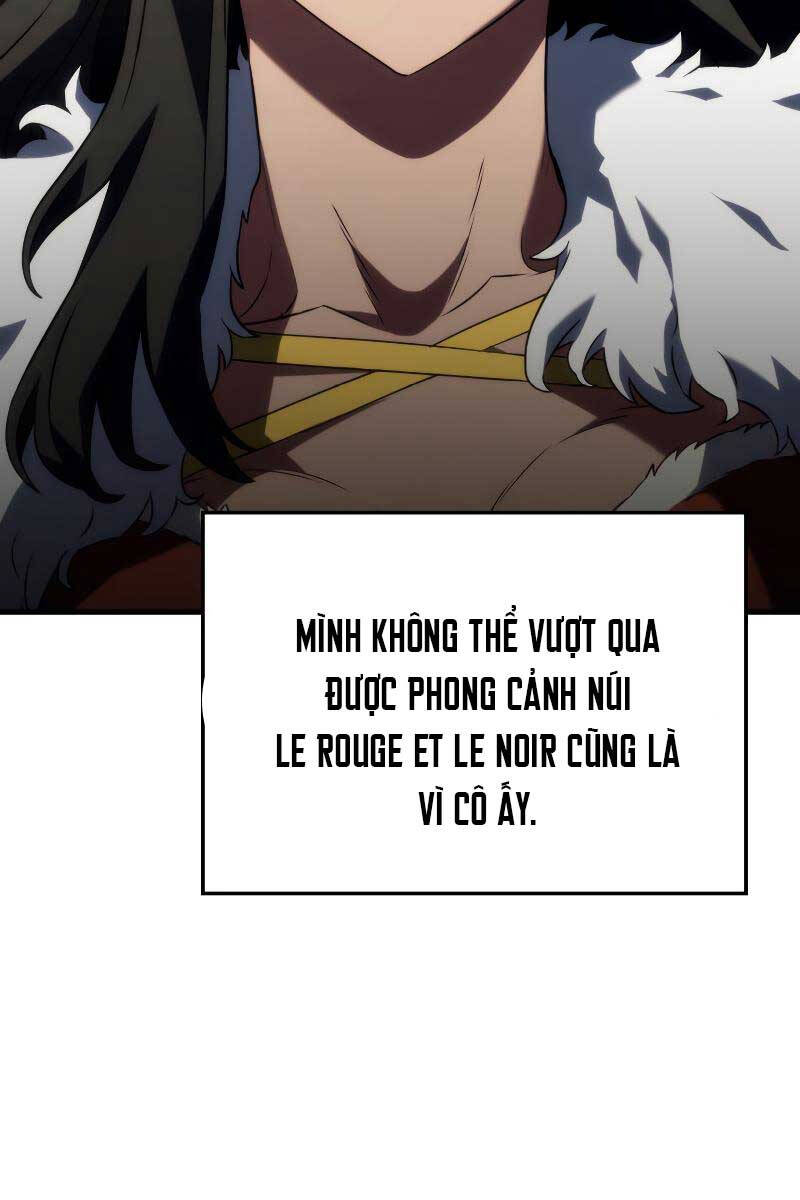 MÌNH KHÔNG THỂ VƯỢT QUA
ĐƯỢC PHONG CẢNH NÚI
LE ROUGE ET LE NOIR CŨNG LÀ
VÌ CÔ ẤY.